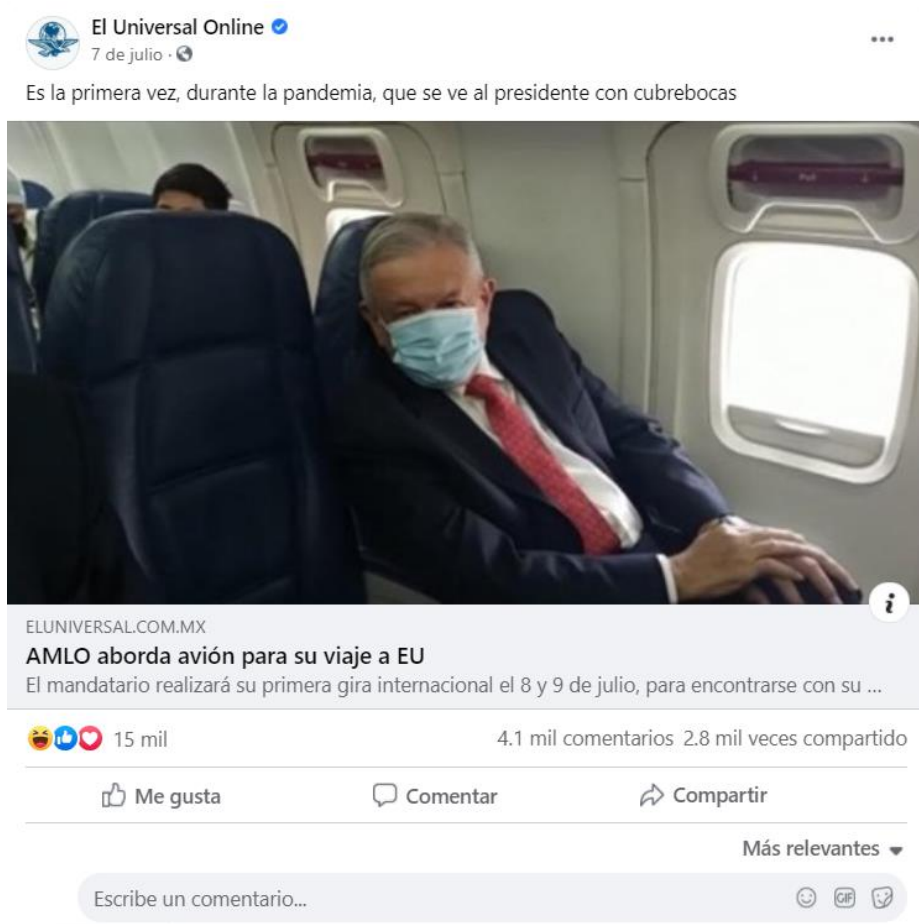 El Universal Online
7 de julio ·
Es la primera vez, durante la pandemia, que se ve al presidente con cubrebocas
ELUNIVERSAL.COM.MX
AMLO aborda avión para su viaje a EU
El mandatario realizará su primera gira internacional el 8 y 9 de julio, para encontrarse con su ...
15 mil
4.1 mil comentarios 2.8 mil veces compartido
Me gusta
Comentar
Compartir
Más relevantes
Escribe un comentario...
GIF